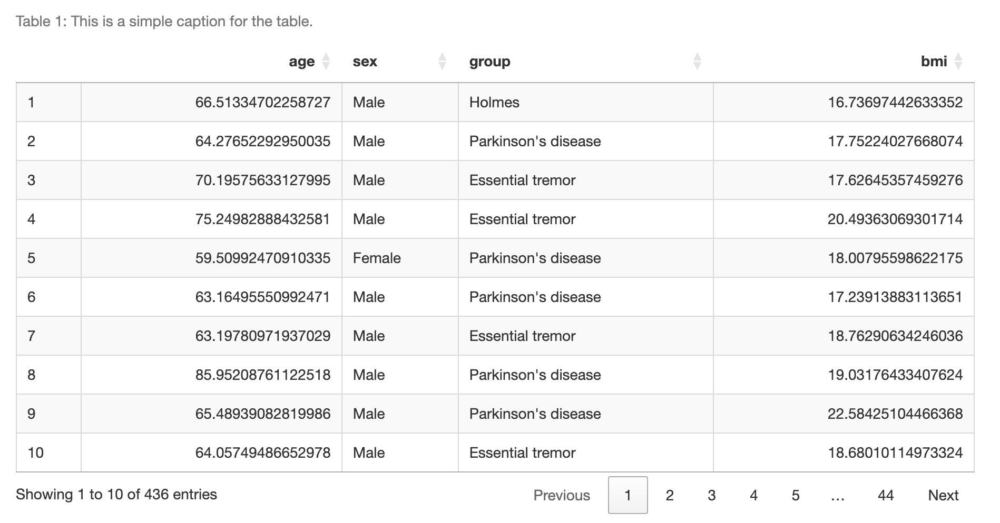 Table 1: This is a simple caption for the table.
age sex group bmi
1 66.51334702258727 Male Holmes 16.73697442633352
2 64.27652292950035 Male Parkinson's disease 17.75224027668074
3 70.19575633127995 Male Essential tremor 17.62645357459276
4 75.24982888432581 Male Essential tremor 20.49363069301714
5 59.50992470910335 Female Parkinson's disease 18.00795598622175
6 63.16495550992471 Male Parkinson's disease 17.23913883113651
7 63.19780971937029 Male Essential tremor 18.76290634246036
8 85.95208761122518 Male Parkinson's disease 19.03176433407624
9 65.48939082819986 Male Parkinson's disease 22.58425104466368
10 64.05749486652978 Male Essential tremor 18.68010114973324
Showing 1 to 10 of 436 entries Previous 1 2 3 4 5 … 44 Next